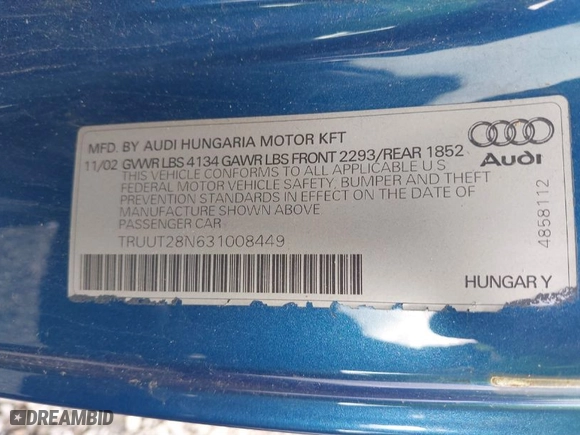 MFD. BY AUDI HUNGARIA MOTOR KFT
11/02 GVWR LBS 4134 GAWR LBS FRONT 2293/REAR 1852
THIS VEHICLE CONFORMS TO ALL APPLICABLE U.S.
FEDERAL MOTOR VEHICLE SAFETY, BUMPER AND THEFT
PREVENTION STANDARDS IN EFFECT ON THE DATE OF
MANUFACTURE SHOWN ABOVE
PASSENGER CAR
TRUUT28N631008449
Audi
4858112
HUNGARY
DREAMBID